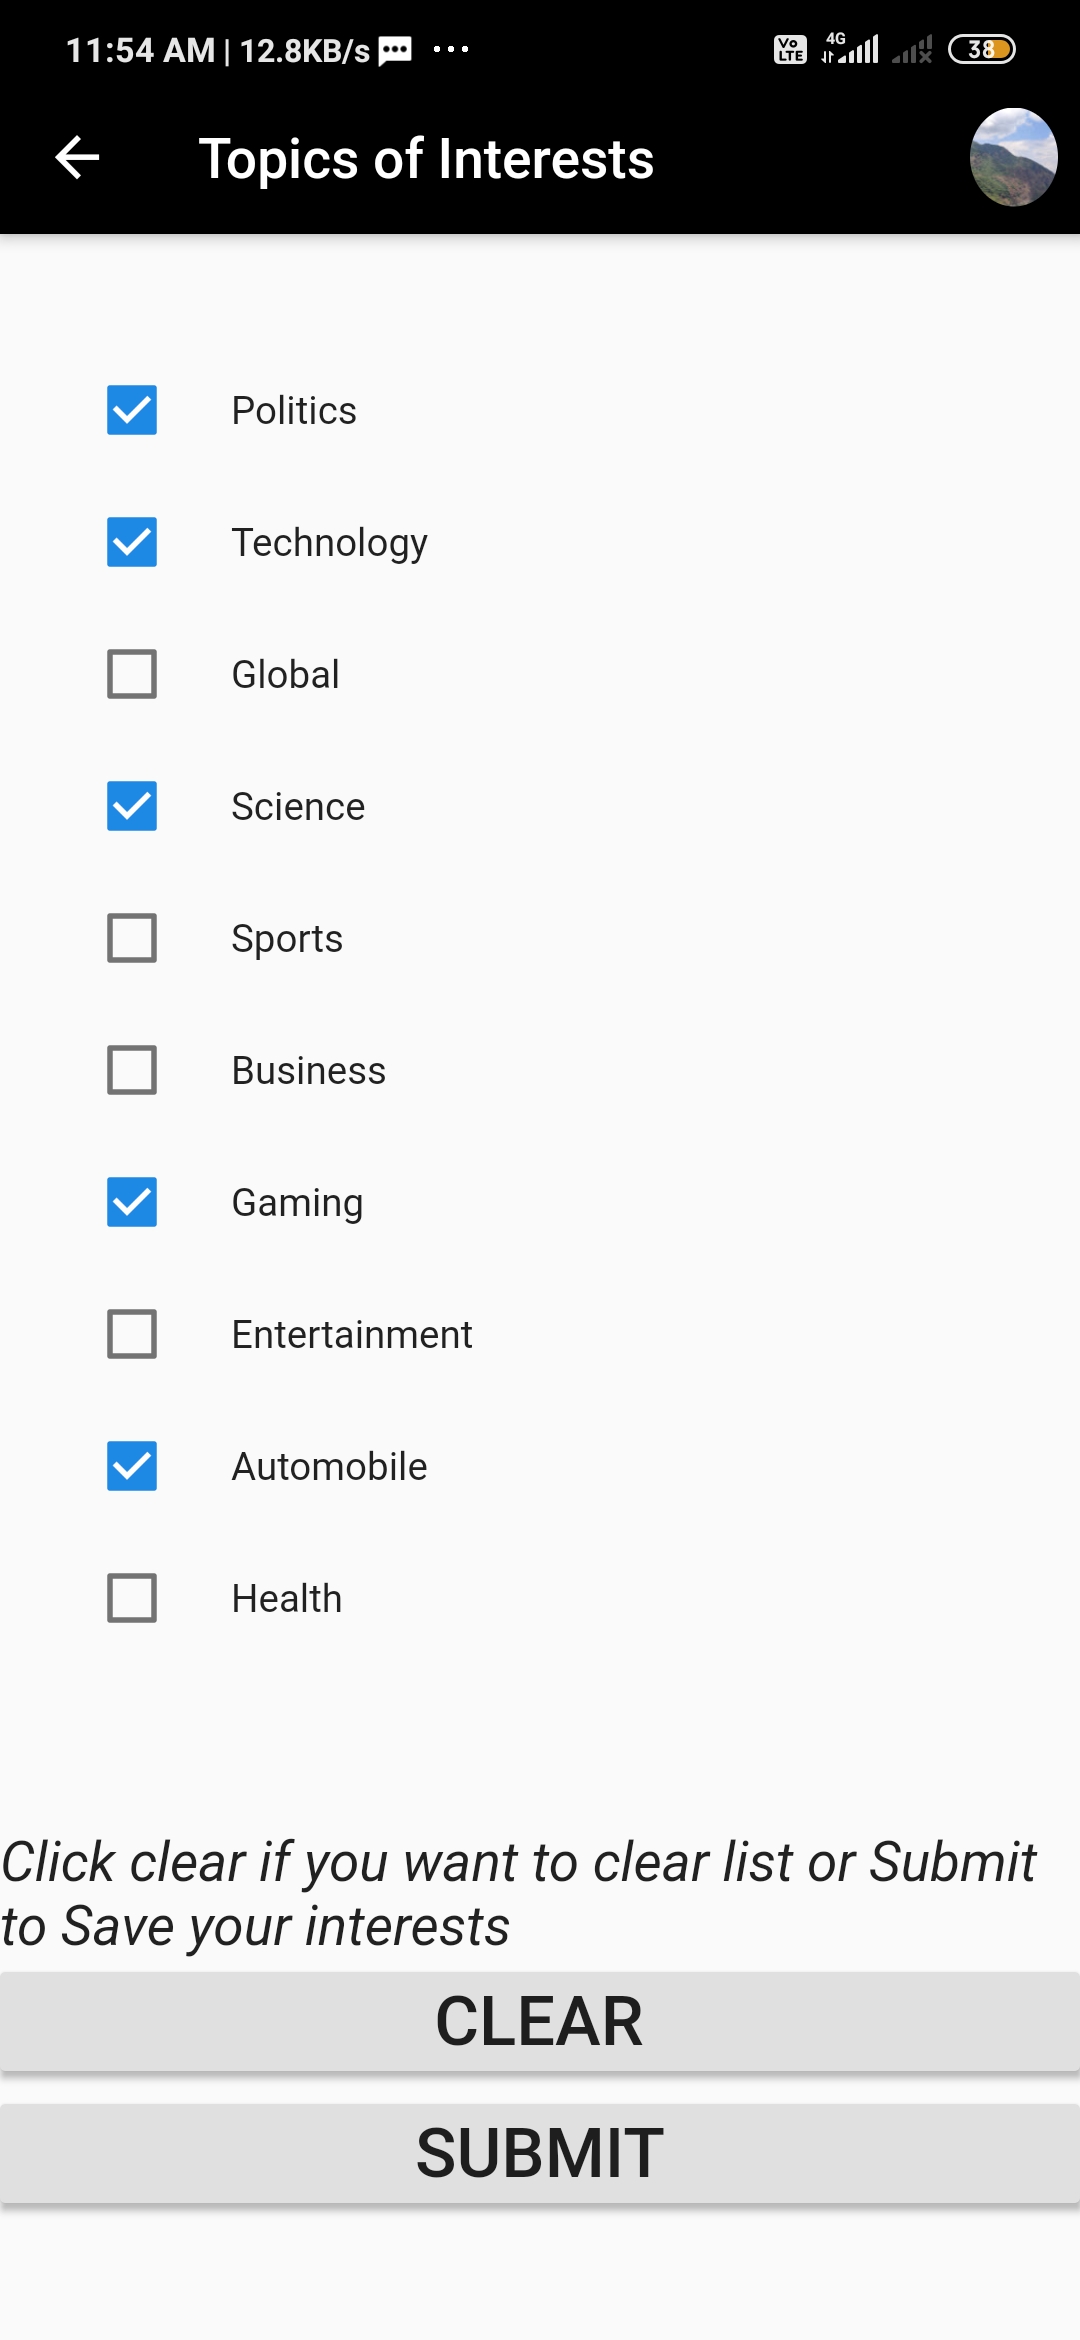 11:54 AM | 12.8KB/s
Vo LTE 4G 38
Topics of Interests
Politics
Technology
Global
Science
Sports
Business
Gaming
Entertainment
Automobile
Health
Click clear if you want to clear list or Submit
to Save your interests
CLEAR
SUBMIT